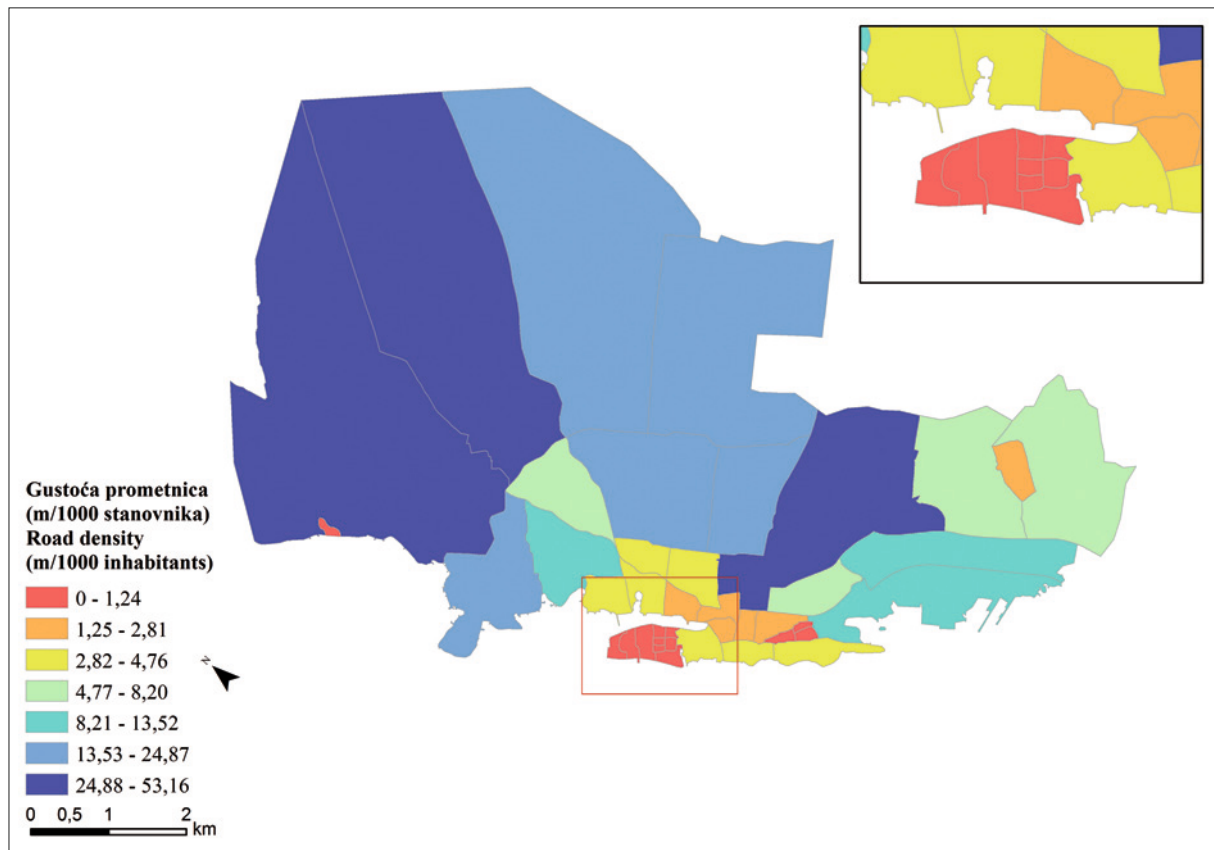 Gustoća prometnica
(m/1000 stanovnika)
Road density
(m/1000 inhabitants)
0 - 1,24
1,25 - 2,81
2,82 - 4,76
4,77 - 8,20
8,21 - 13,52
13,53 - 24,87
24,88 - 53,16
N
0 0,5 1 2
km